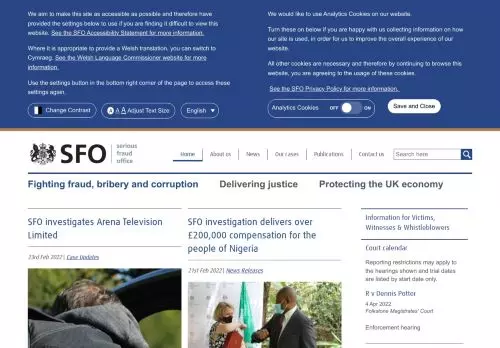 We aim to make this site as accessible as possible and therefore have
provided the settings below to use if you are finding it difficult to view this
website. See the SFO Accessibility Statement for more information.
Where it is appropriate to provide a Welsh translation, you can switch to
Cymraeg. See the Welsh Language Commissioner website for more
information.
Use the settings button in the bottom right corner of the page to access these
settings again.
Change Contrast
A A Adjust Text Size
English
We would like to use Analytics Cookies on our website.
Turn these on below if you are happy with us collecting information on how
our site is used, in order for us to improve the overall experience of our
website.
All other cookies are necessary and therefore by continuing to browse this
website, you are agreeing to the usage of these cookies.
See the SFO Privacy Policy for more information.
Analytics Cookies OFF ON
Save and Close
SFO
serious
fraud
office
Home
About us
News
Our cases
Publications
Contact us
Search here
Fighting fraud, bribery and corruption
Delivering justice
Protecting the UK economy
SFO investigates Arena Television
Limited
23rd Feb 2022 | Case Updates
SFO investigation delivers over
£200,000 compensation for the
people of Nigeria
21st Feb 2022 | News Releases
Information for Victims,
Witnesses & Whistleblowers
Court calendar
Reporting restrictions may apply
to the hearings shown and trial dates
are listed by start date only.
R v Dennis Potter
4 Apr 2022
Folkestone Magistrates' Court
Enforcement hearing